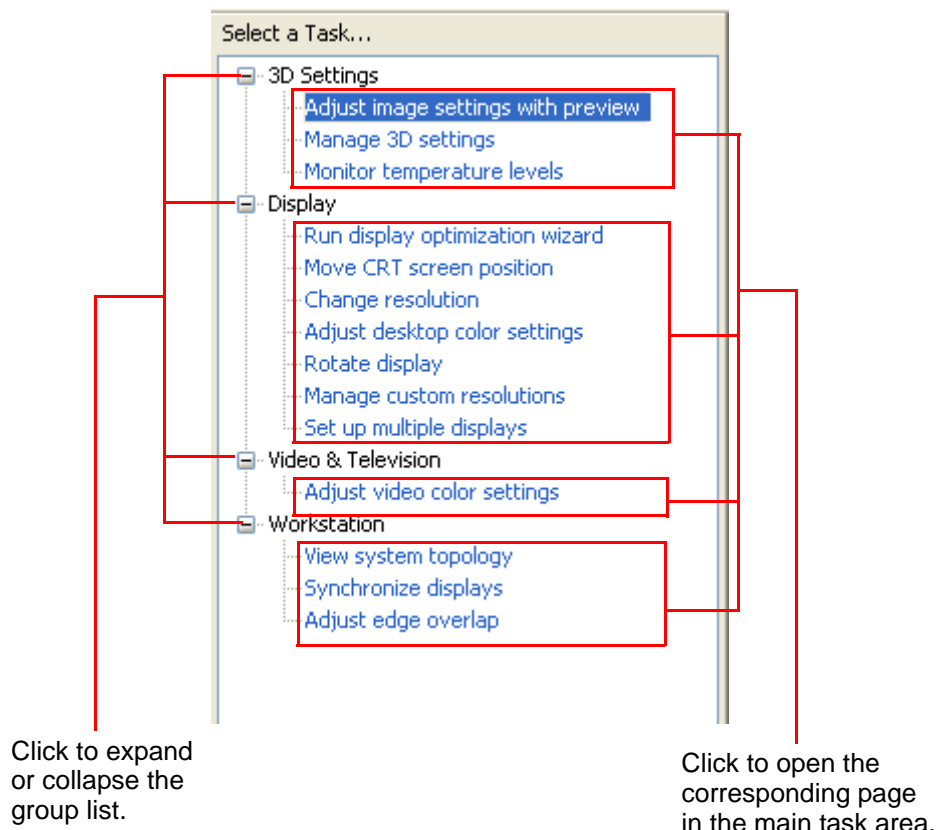 Select a Task...
3D Settings
Adjust image settings with preview
Manage 3D settings
Monitor temperature levels
Display
Run display optimization wizard
Move CRT screen position
Change resolution
Adjust desktop color settings
Rotate display
Manage custom resolutions
Set up multiple displays
Video & Television
Adjust video color settings
Workstation
View system topology
Synchronize displays
Adjust edge overlap
Click to expand
or collapse the
group list.
Click to open the
corresponding page
in the main task area.